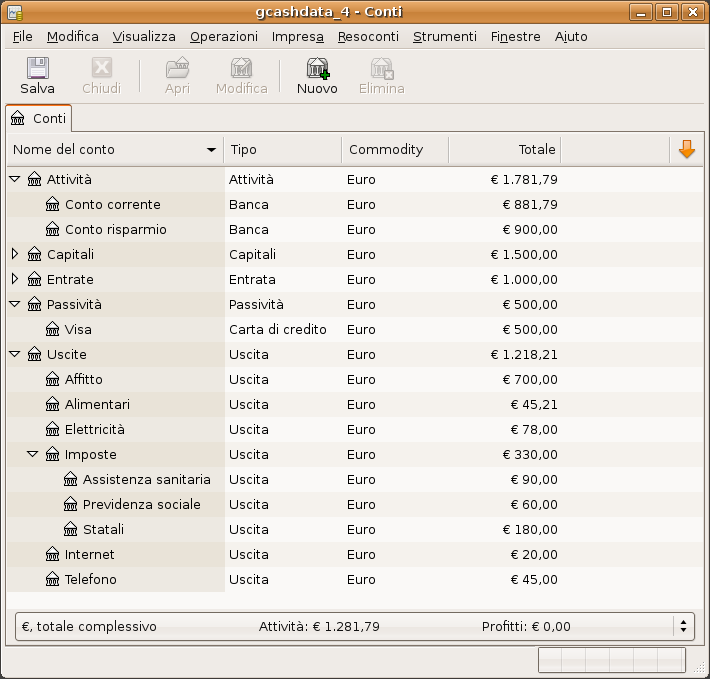 gcashdata_4 - Conti
File Modifica Visualizza Operazioni Impresa Resoconti Strumenti Finestre Aiuto
Salva Chiudi Apri Modifica Nuovo Elimina
Conti
Nome del conto Tipo Commodity Totale
Attività Attività Euro € 1.781,79
Conto corrente Banca Euro € 881,79
Conto risparmio Banca Euro € 900,00
Capitali Capitali Euro € 1.500,00
Entrate Entrata Euro € 1.000,00
Passività Passività Euro € 500,00
Visa Carta di credito Euro € 500,00
Uscite Uscita Euro € 1.218,21
Affitto Uscita Euro € 700,00
Alimentari Uscita Euro € 45,21
Elettricità Uscita Euro € 78,00
Imposte Uscita Euro € 330,00
Assistenza sanitaria Uscita Euro € 90,00
Previdenza sociale Uscita Euro € 60,00
Statali Uscita Euro € 180,00
Internet Uscita Euro € 20,00
Telefono Uscita Euro € 45,00
€, totale complessivo Attività: € 1.281,79 Profitti: € 0,00